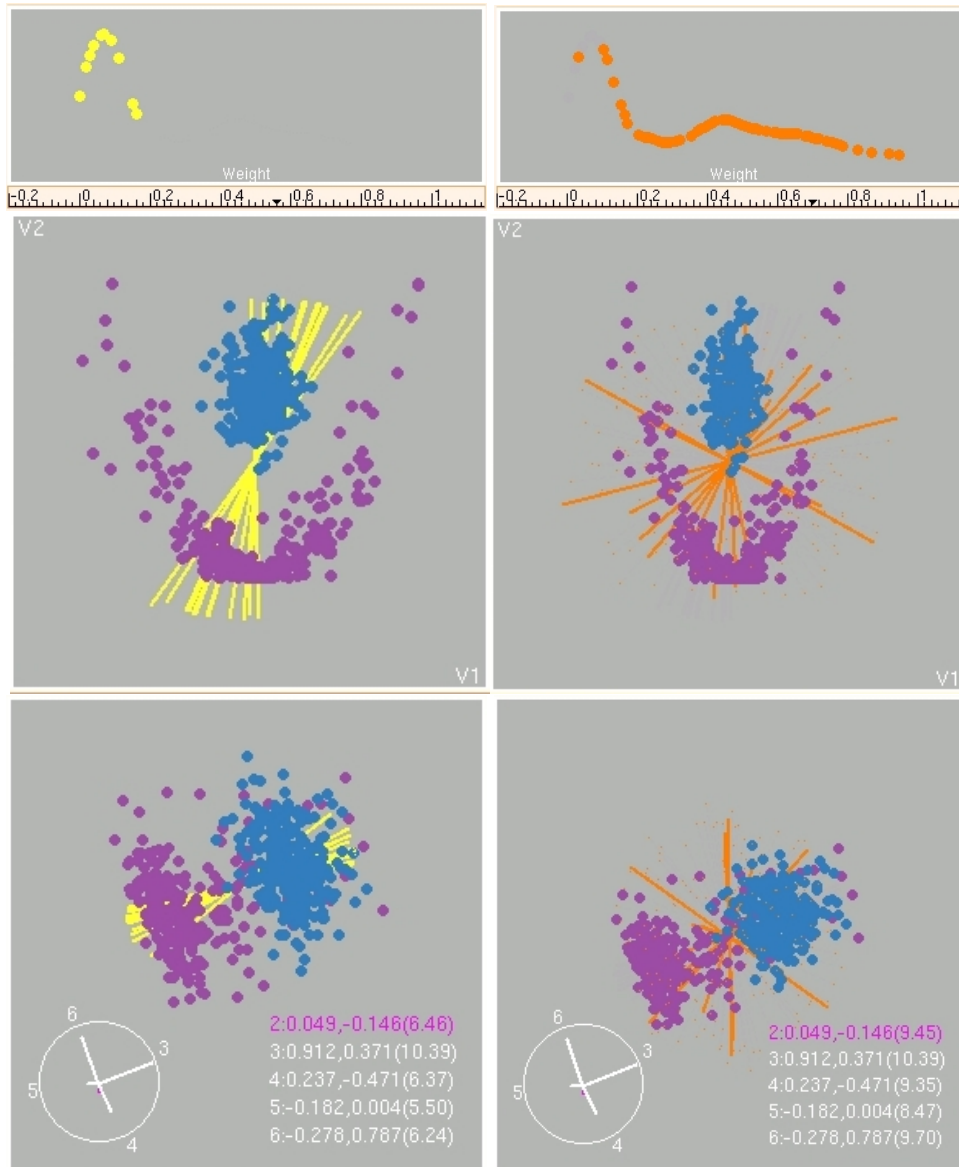 Weight
-0.2 0 0.2 0.4 0.6 0.8 1
Weight
-0.2 0 0.2 0.4 0.6 0.8 1
V2
V1
V2
V1
6
3
5
4
2:0.049,-0.146(6.46)
3:0.912,0.371(10.39)
4:0.237,-0.471(6.37)
5:-0.182,0.004(5.50)
6:-0.278,0.787(6.24)
6
3
5
4
2:0.049,-0.146(9.45)
3:0.912,0.371(10.39)
4:0.237,-0.471(9.35)
5:-0.182,0.004(8.47)
6:-0.278,0.787(9.70)